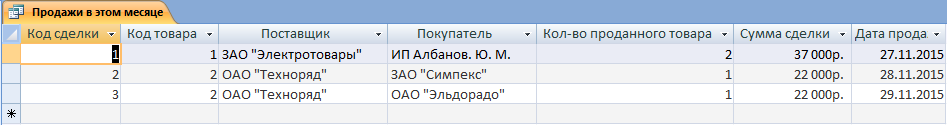 Продажи в этом месяце
Код сделки Код товара Поставщик Покупатель Кол-во проданного товара Сумма сделки Дата прода
1 1 ЗАО "Электротовары" ИП Албанов. Ю. М. 2 37 000р. 27.11.2015
2 2 ОАО "Техноряд" ЗАО "Симпекс" 1 22 000р. 28.11.2015
3 2 ОАО "Техноряд" ОАО "Эльдорадо" 1 22 000р. 29.11.2015